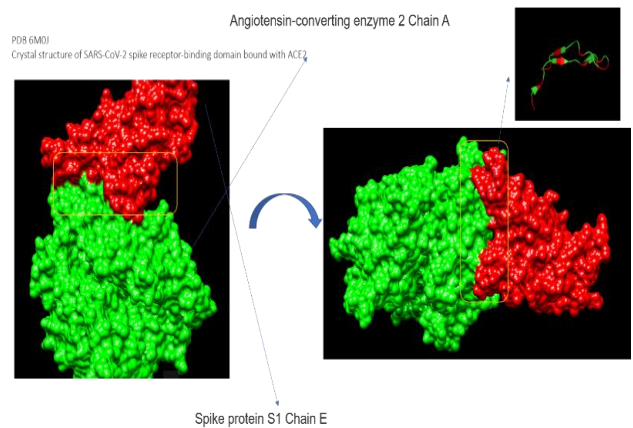 Angiotensin-converting enzyme 2 Chain A
PDB 6M0J
Crystal structure of SARS-CoV-2 spike receptor-binding domain bound with ACE2
Spike protein S1 Chain E